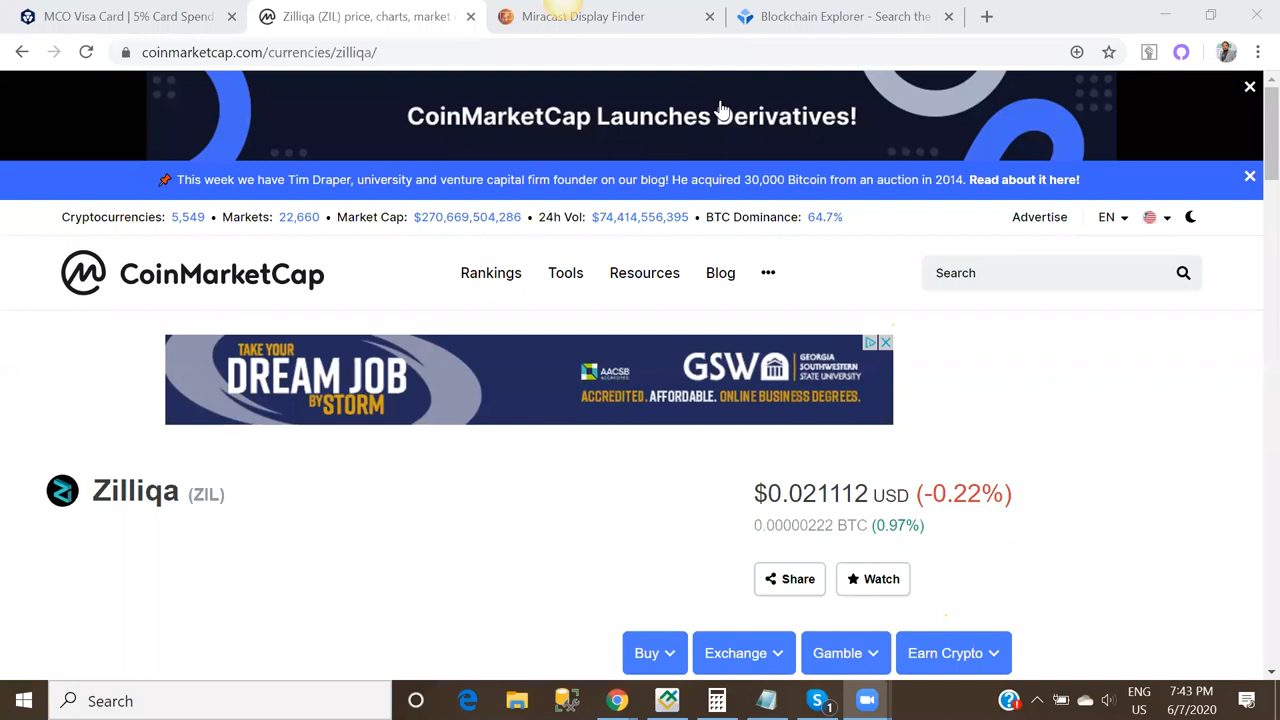 MCO Visa Card | 5% Card Spend
Zilliqa (ZIL) price, charts, market
Miracast Display Finder
Blockchain Explorer - Search the
coinmarketcap.com/currencies/zilliqa/
CoinMarketCap Launches Derivatives!
This week we have Tim Draper, university and venture capital firm founder on our blog! He acquired 30,000 Bitcoin from an auction in 2014. Read about it here!
Cryptocurrencies: 5,549 • Markets: 22,660 • Market Cap: $270,669,504,286 • 24h Vol: $74,414,556,395 • BTC Dominance: 64.7%
Advertise
EN
CoinMarketCap
Rankings
Tools
Resources
Blog
•••
Search
TAKE YOUR
DREAM JOB
BY STORM
AACSB
ACCREDITED
GSW
GEORGIA
SOUTHWESTERN
STATE UNIVERSITY
ACCREDITED. AFFORDABLE. ONLINE BUSINESS DEGREES.
Zilliqa (ZIL)
$0.021112 USD (-0.22%)
0.00000222 BTC (0.97%)
Share
Watch
Buy
Exchange
Gamble
Earn Crypto
Search
1
ENG
US
7:43 PM
6/7/2020